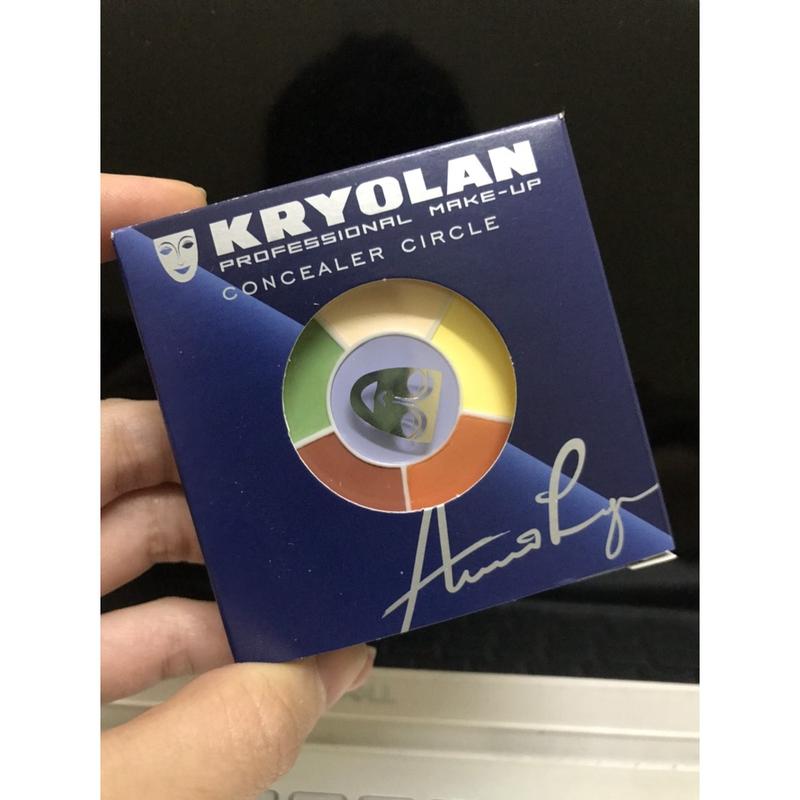 KRYOLAN
PROFESSIONAL MAKE-UP
CONCEALER CIRCLE